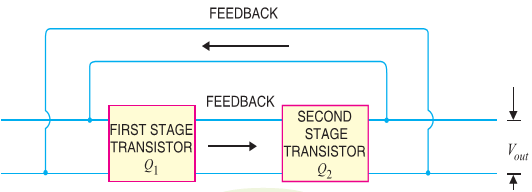 FEEDBACK
FEEDBACK
FIRST STAGE
TRANSISTOR
Q1
SECOND
STAGE
TRANSISTOR
Q2
Vout